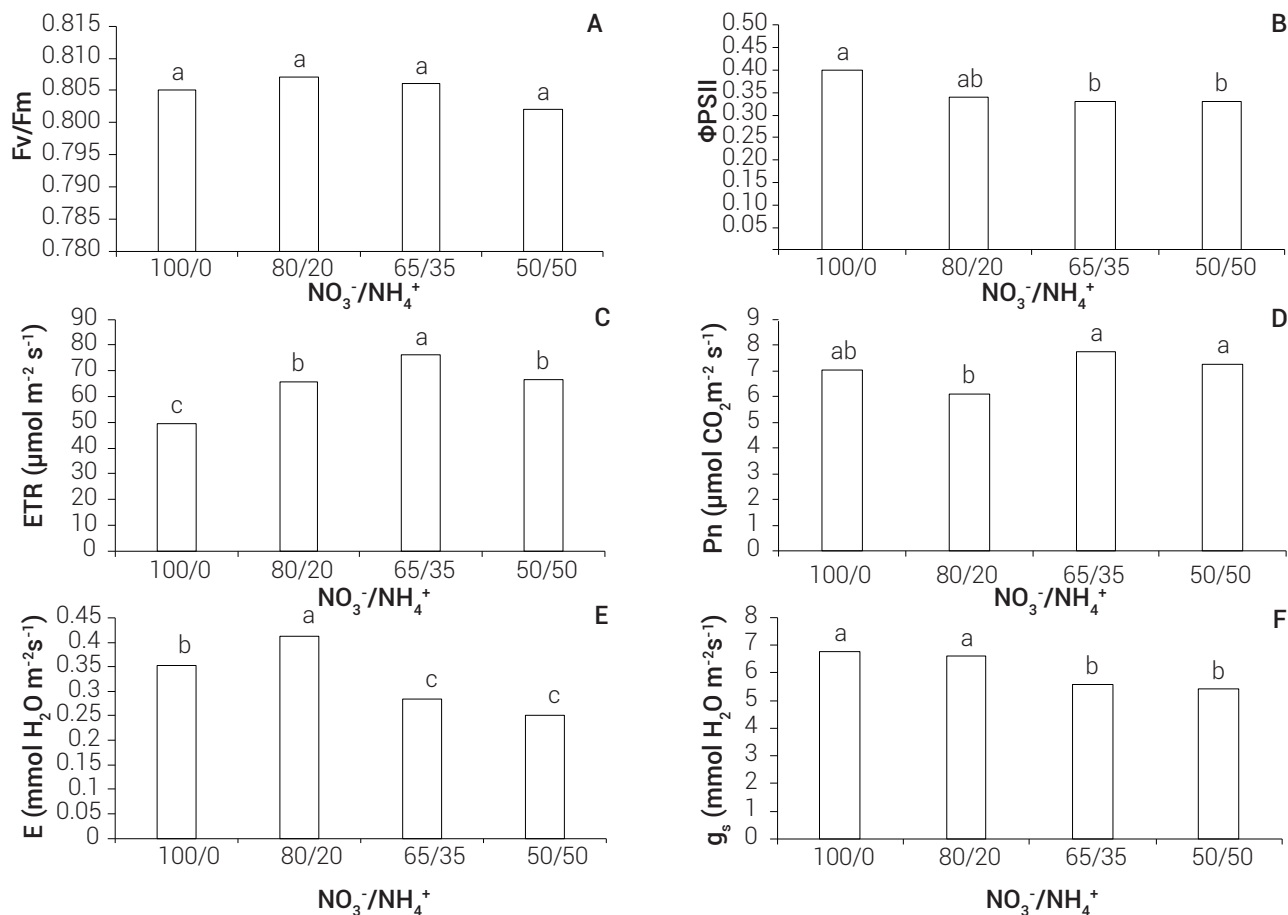 A
Fv/Fm
0.815
0.810
0.805
0.800
0.795
0.790
0.785
0.780
a
a
a
a
100/0 80/20 65/35 50/50
NO₃⁻/NH₄⁺
B
ΦPSII
0.50
0.45
0.40
0.35
0.30
0.25
0.20
0.15
0.10
0.05
a
ab
b
b
100/0 80/20 65/35 50/50
NO₃⁻/NH₄⁺
C
ETR (µmol m⁻² s⁻¹)
90
80
70
60
50
40
30
20
10
0
c
b
a
b
100/0 80/20 65/35 50/50
NO₃⁻/NH₄⁺
D
Pn (µmol CO₂m⁻² s⁻¹)
9
8
7
6
5
4
3
2
1
0
ab
b
a
a
100/0 80/20 65/35 50/50
NO₃⁻/NH₄⁺
E
E (mmol H₂O m⁻²s⁻¹)
0.45
0.4
0.35
0.3
0.25
0.2
0.15
0.1
0.05
0
b
a
c
c
100/0 80/20 65/35 50/50
NO₃⁻/NH₄⁺
F
gₛ (mmol H₂O m⁻²s⁻¹)
8
7
6
5
4
3
2
1
0
a
a
b
b
100/0 80/20 65/35 50/50
NO₃⁻/NH₄⁺